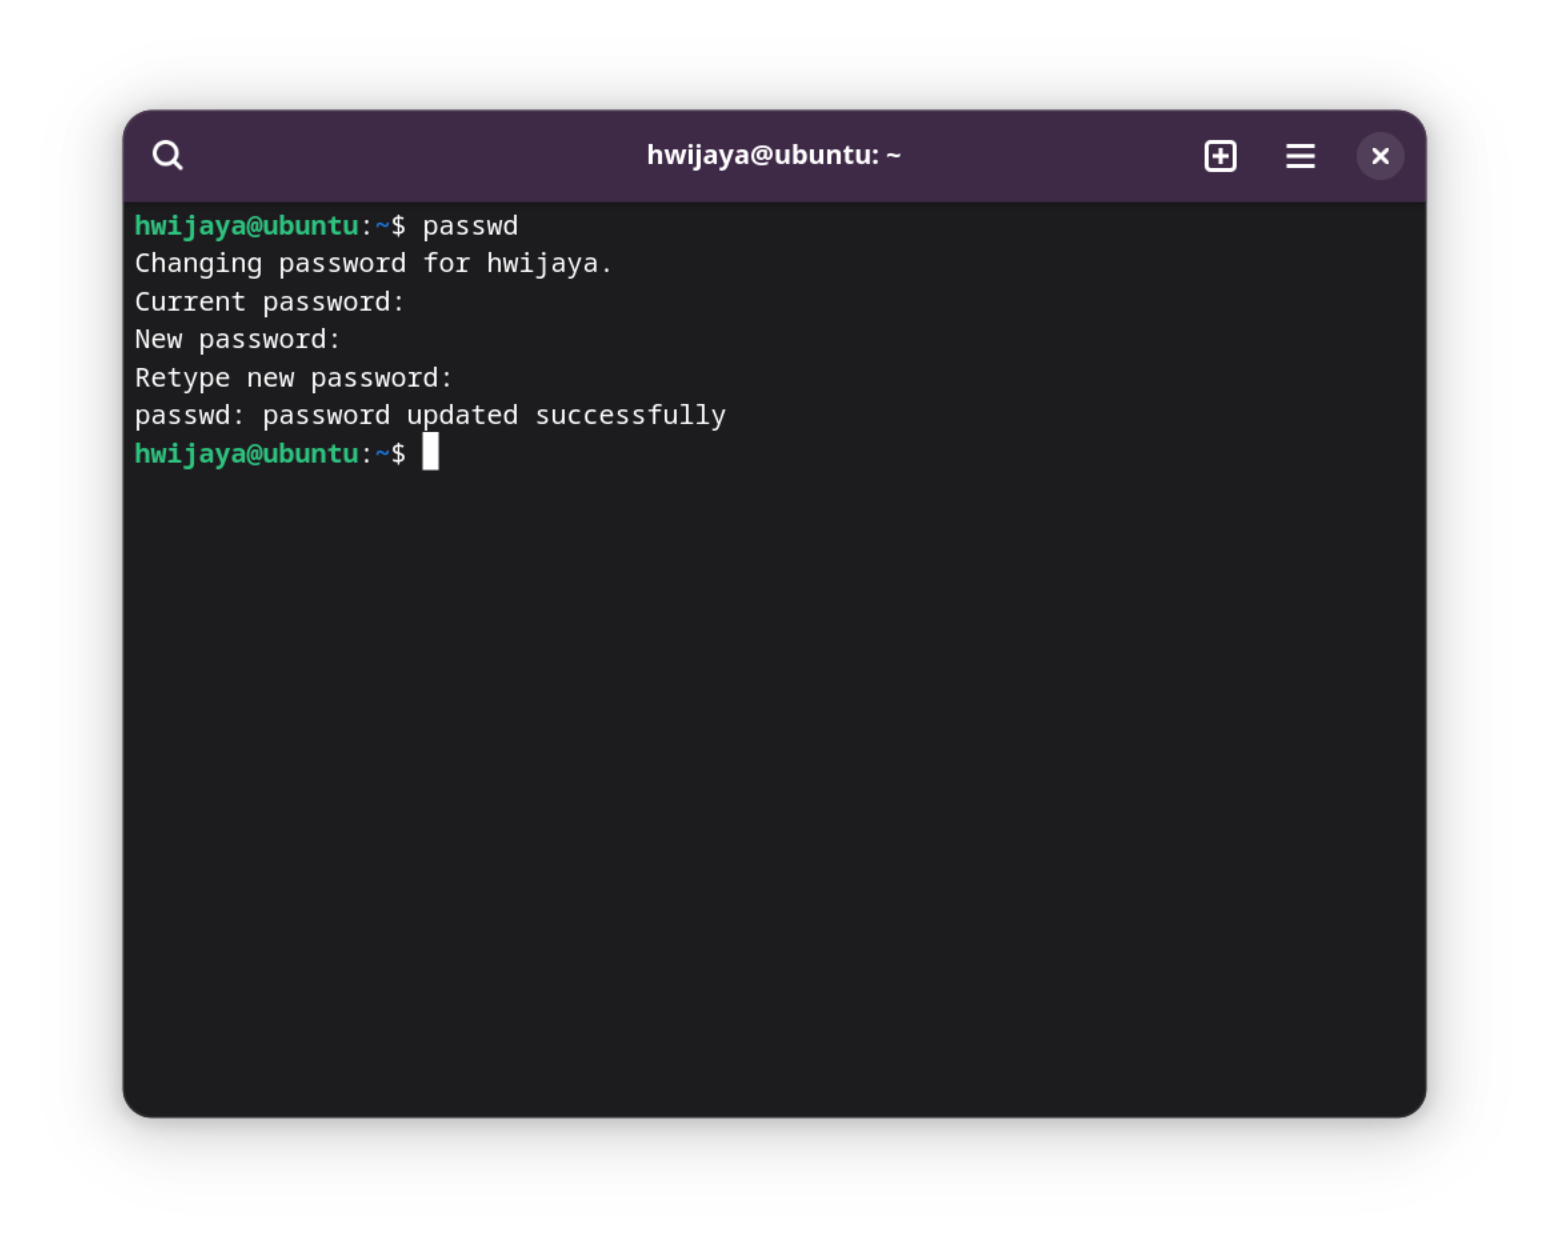 hwijaya@ubuntu: ~
hwijaya@ubuntu:~$ passwd
Changing password for hwijaya.
Current password:
New password:
Retype new password:
passwd: password updated successfully
hwijaya@ubuntu:~$